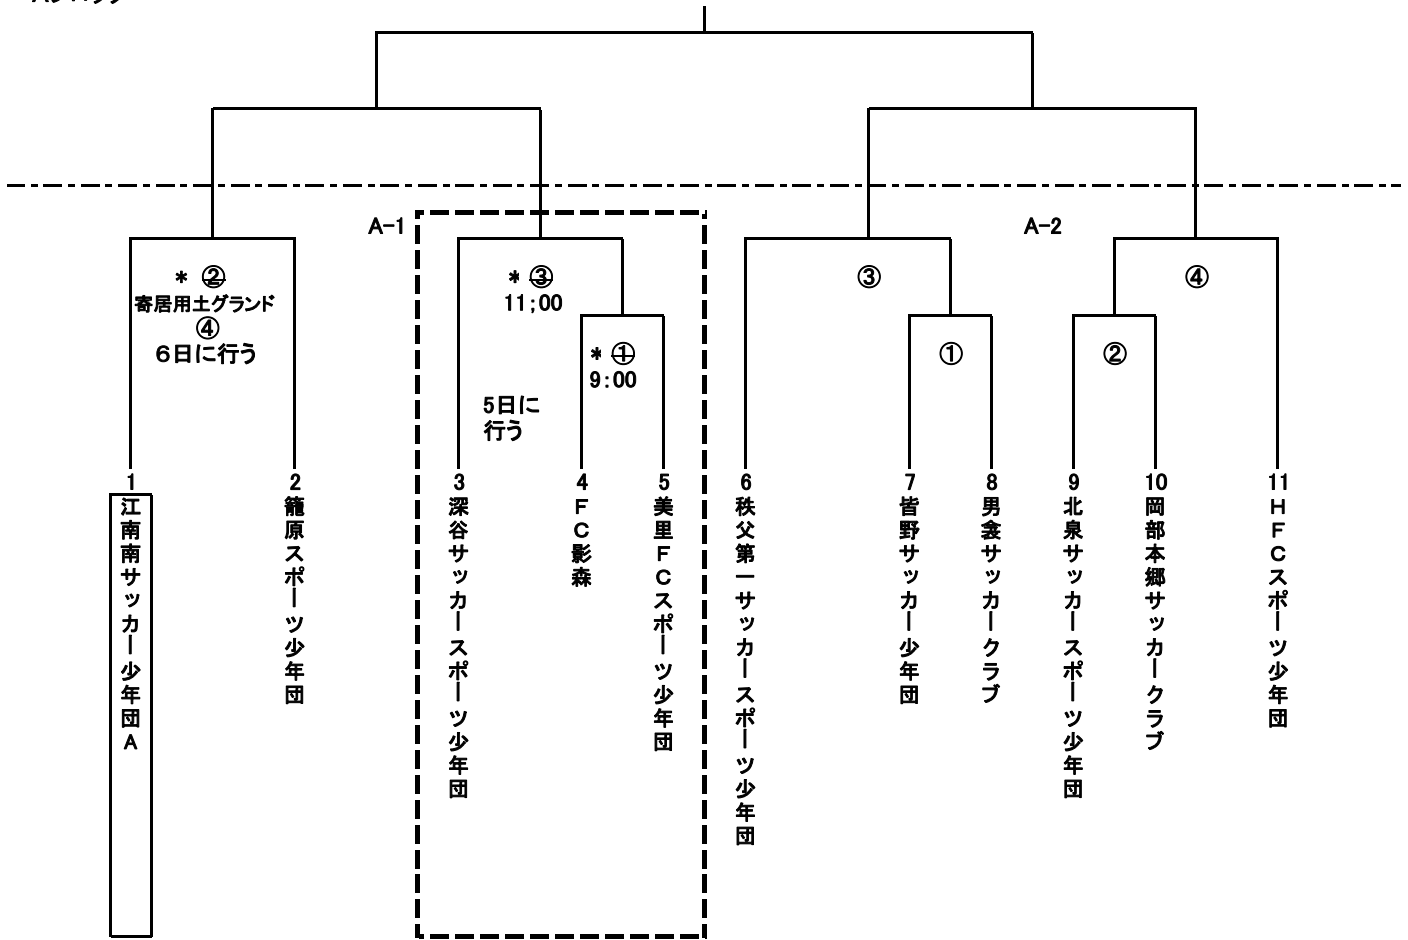 A-1
A-2
* ②
寄居用土グランド
④
６日に行う
* ③
11;00
* ①
9:00
5日に
行う
③
①
④
②
1
江南南サッカー少年団A
2
籠原スポーツ少年団
3
深谷サッカースポーツ少年団
4
FC影森
5
美里FCスポーツ少年団
6
秩父第一サッカースポーツ少年団
7
皆野サッカー少年団
8
男衾サッカークラブ
9
北泉サッカースポーツ少年団
10
岡部本郷サッカークラブ
11
HFCスポーツ少年団